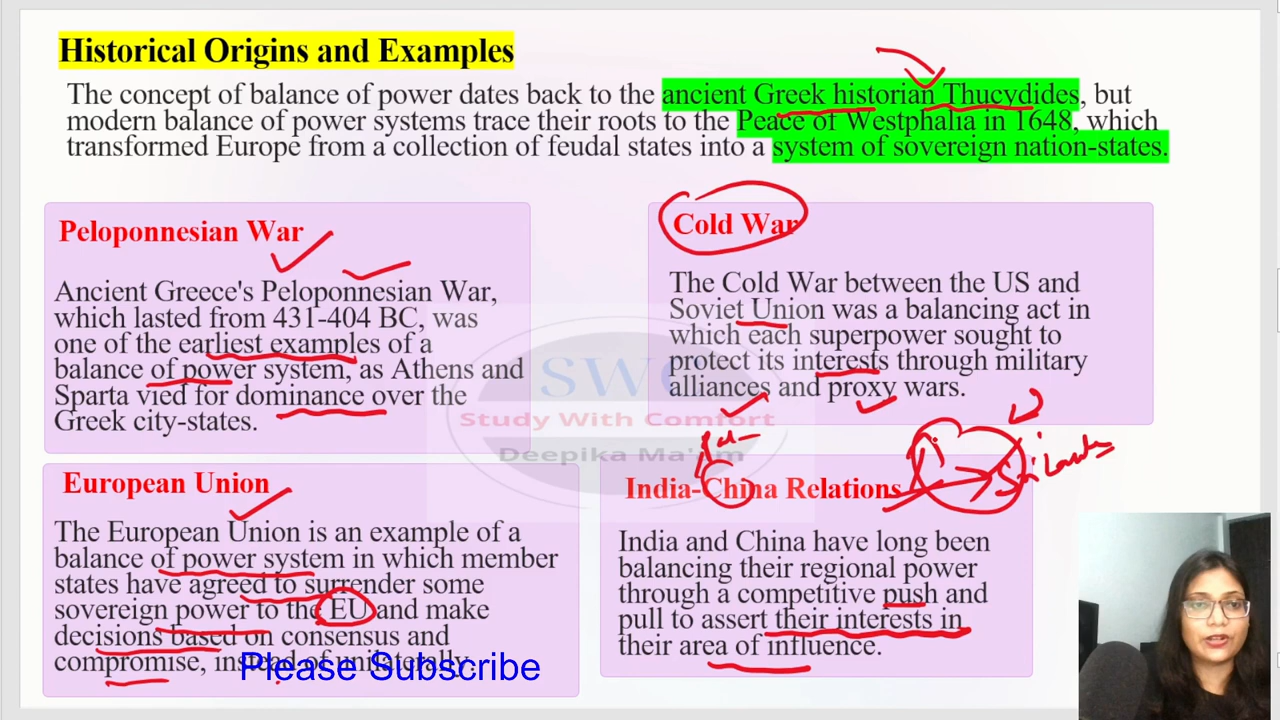 Historical Origins and Examples
The concept of balance of power dates back to the ancient Greek historian Thucydides, but
modern balance of power systems trace their roots to the Peace of Westphalia in 1648, which
transformed Europe from a collection of feudal states into a system of sovereign nation-states.
Peloponnesian War
Ancient Greece's Peloponnesian War,
which lasted from 431-404 BC, was
one of the earliest examples of a
balance of power system, as Athens and
Sparta vied for dominance over the
Greek city-states.
Cold War
The Cold War between the US and
Soviet Union was a balancing act in
which each superpower sought to
protect its interests through military
alliances and proxy wars.
SWC
Study With Comfort
Deepika Ma'am
European Union
The European Union is an example of a
balance of power system in which member
states have agreed to surrender some
sovereign power to the EU and make
decisions based on consensus and
compromise, instead of unilaterally.
Please Subscribe
India-China Relations
Sri Lanka
India and China have long been
balancing their regional power
through a competitive push and
pull to assert their interests in
their area of influence.